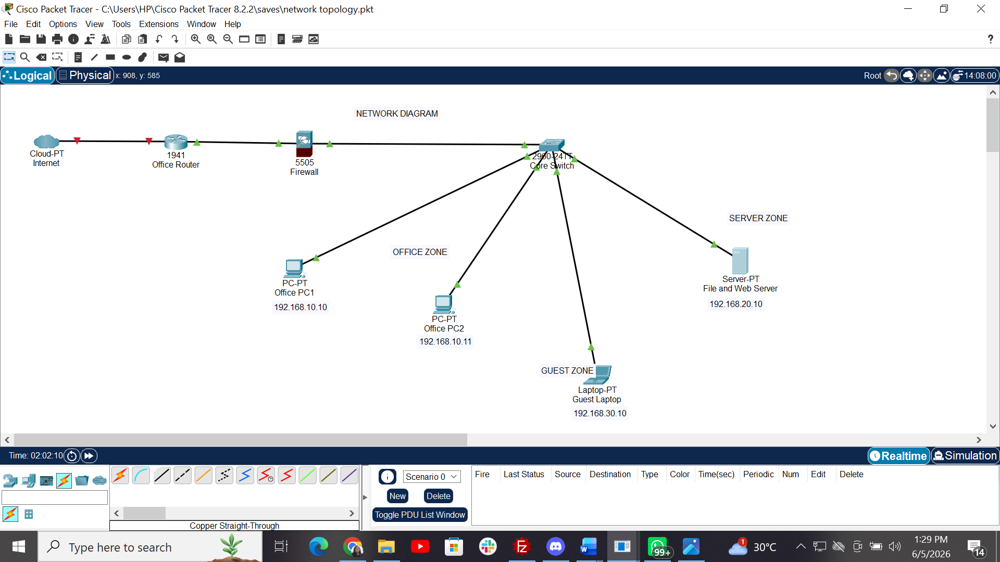 Cisco Packet Tracer - C:\Users\HP\Cisco Packet Tracer 8.2.2\saves\network topology.pkt
File Edit Options View Tools Extensions Window Help
?
Logical Physical x: 908, y: 585 Root 14:08:00
NETWORK DIAGRAM
Cloud-PT
Internet
1941
Office Router
5505
Firewall
2960-24TT
Core Switch
SERVER ZONE
OFFICE ZONE
PC-PT
Office PC1
192.168.10.10
PC-PT
Office PC2
192.168.10.11
Server-PT
File and Web Server
192.168.20.10
GUEST ZONE
Laptop-PT
Guest Laptop
192.168.30.10
Time: 02:02:10 Realtime Simulation
Scenario 0
New Delete
Toggle PDU List Window
Fire Last Status Source Destination Type Color Time(sec) Periodic Num Edit Delete
Copper Straight-Through
Type here to search
99+
1
30°C
1:29 PM
6/5/2026
14